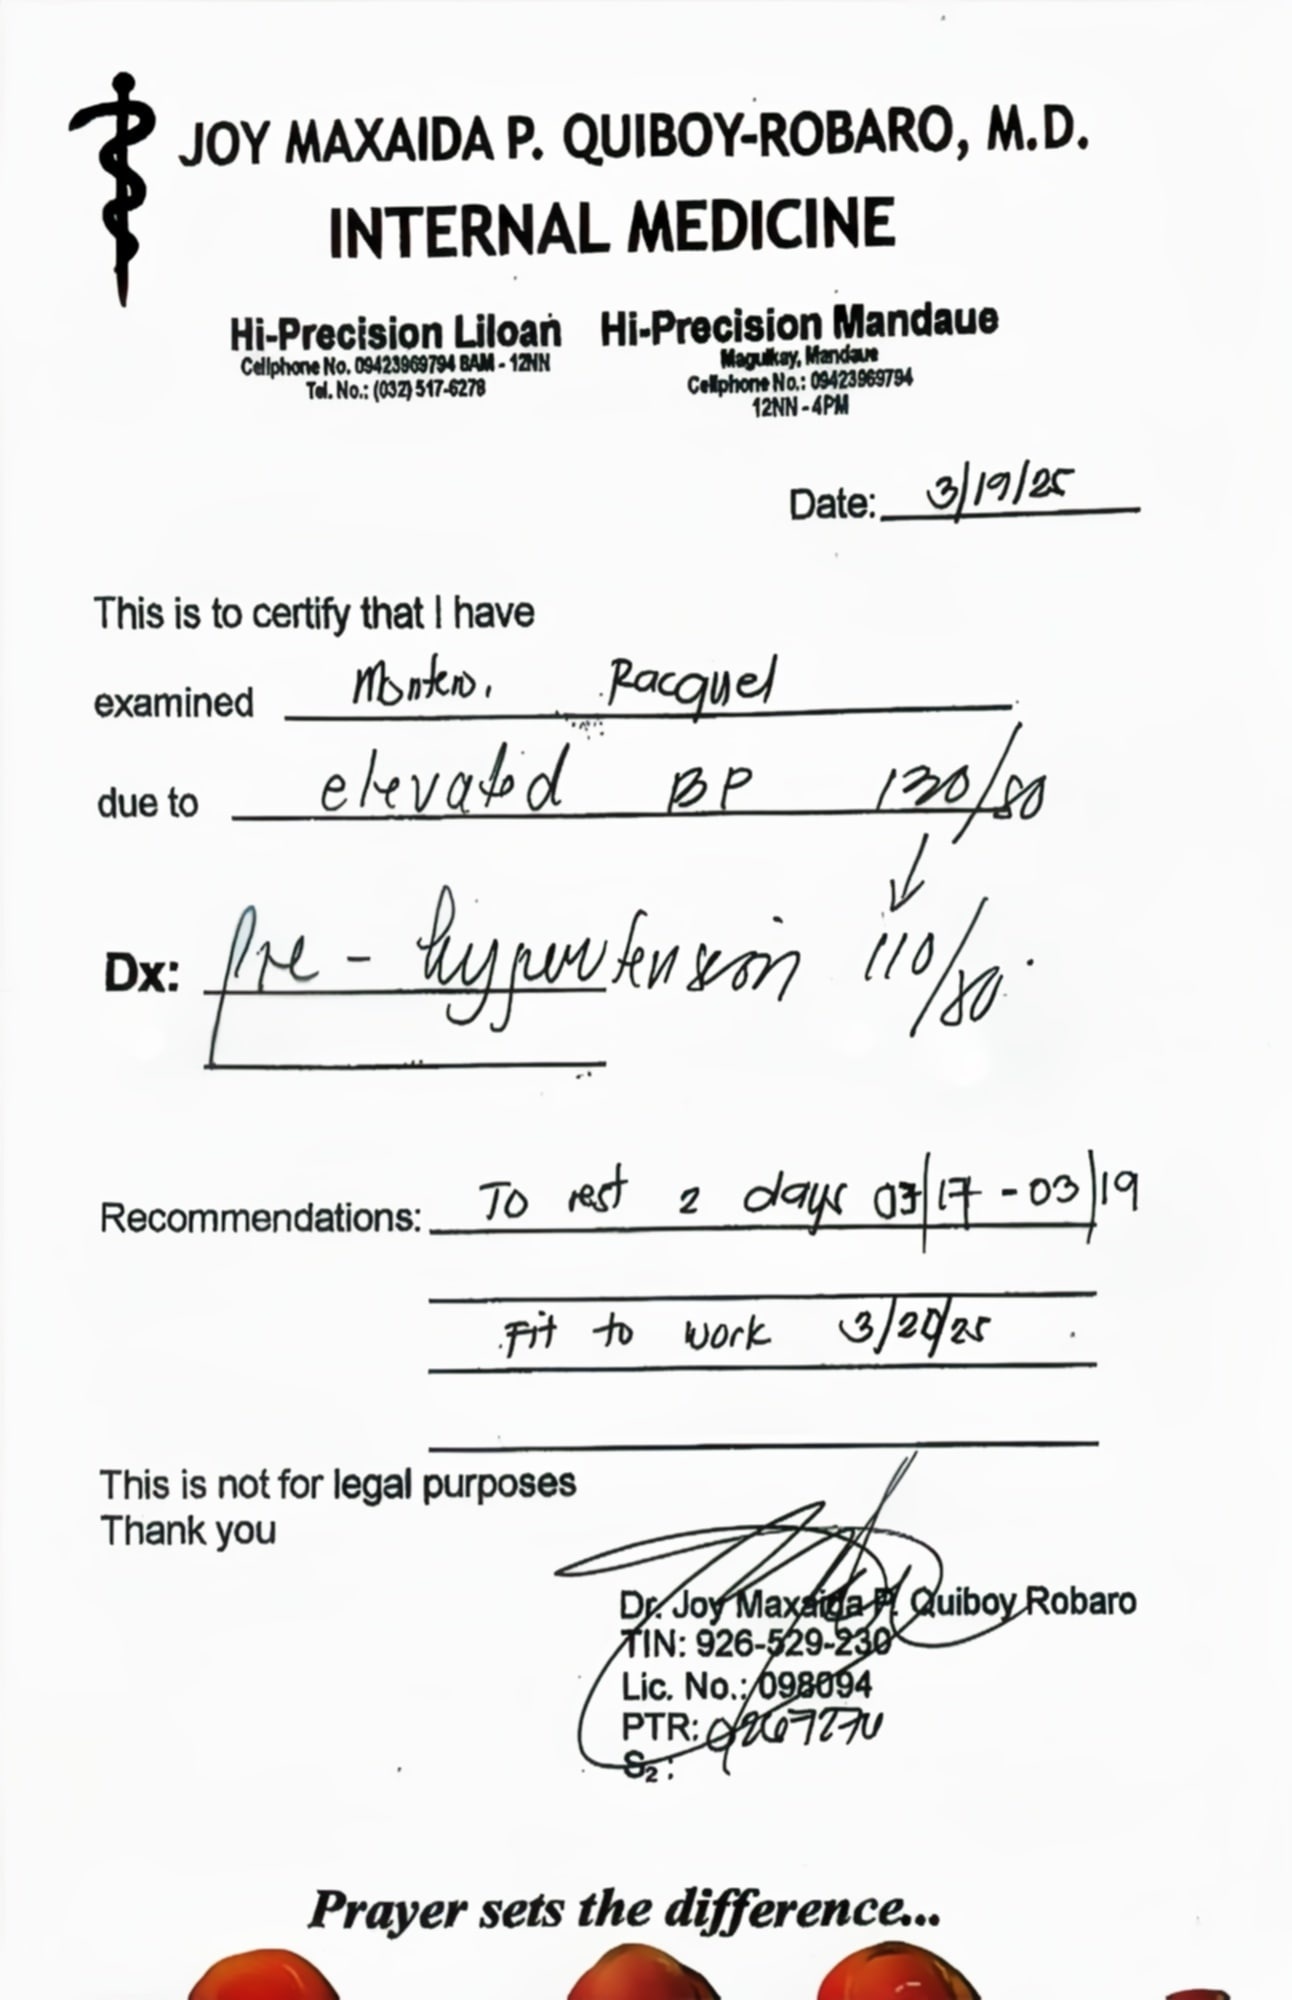 JOY MAXAIDA P. QUIBOY-ROBARO, M.D.
INTERNAL MEDICINE
Hi-Precision Liloan
Cellphone No. 09423969794 8AM - 12NN
Tel. No.: (032) 517-6278
Hi-Precision Mandaue
Maguikay, Mandaue
Cellphone No.: 09423969794
12NN - 4PM
Date: 3/19/25
This is to certify that I have
examined Montero, Racquel
due to elevated BP 130/80
Dx: Pre - hypertension 110/80.
Recommendations: To rest 2 days 03/17 - 03/19
Fit to work 3/20/25
This is not for legal purposes
Thank you
Dr. Joy Maxaida P. Quiboy Robaro
TIN: 926-529-230
Lic. No.: 098094
PTR:
S2 :
Prayer sets the difference...